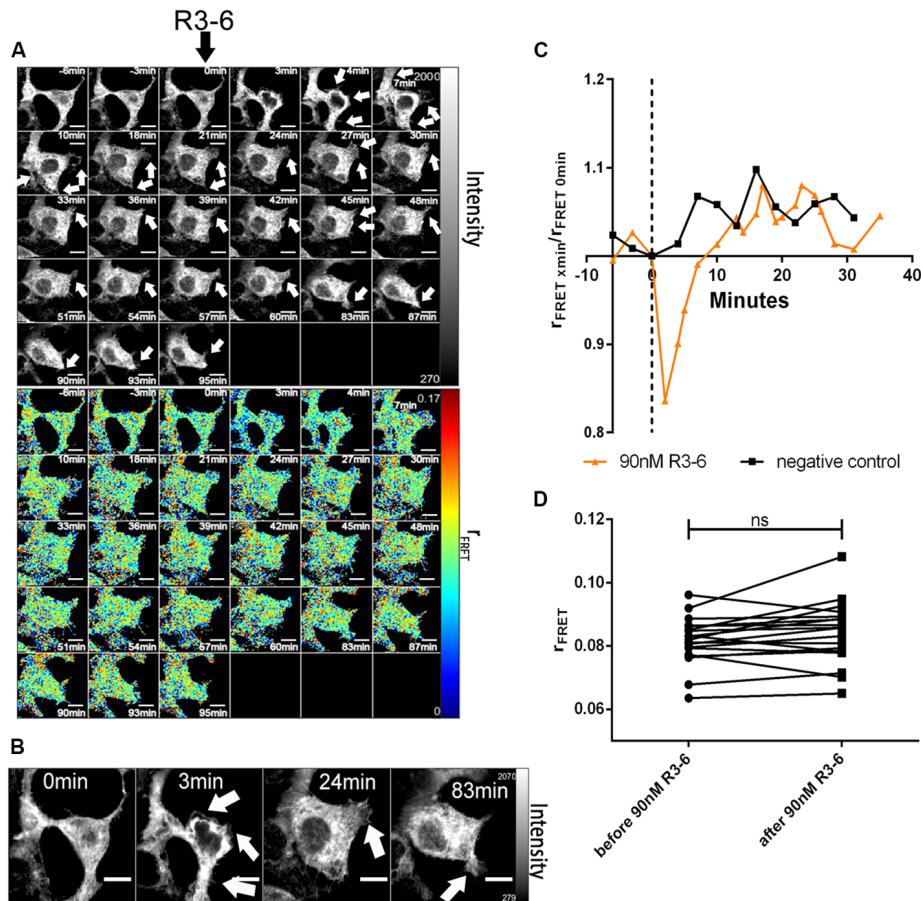 R3-6
A
-6min -3min 0min 3min 4min 7min
2000
10min 18min 21min 24min 27min 30min
33min 36min 39min 42min 45min 48min
Intensity
51min 54min 57min 60min 83min 87min
90min 93min 95min
270
-6min -3min 0min 3min 4min 7min
0.17
10min 18min 21min 24min 27min 30min
33min 36min 39min 42min 45min 48min
rFRET
51min 54min 57min 60min 83min 87min
90min 93min 95min
0
B
0min 3min 24min 83min
2070
Intensity
279
C
rFRET xmin/rFRET 0min
1.2
1.1
0.9
0.8
-10 10 20 30 40
Minutes
90nM R3-6 negative control
D
rFRET
ns
0.12
0.10
0.08
0.06
before 90nM R3-6
after 90nM R3-6